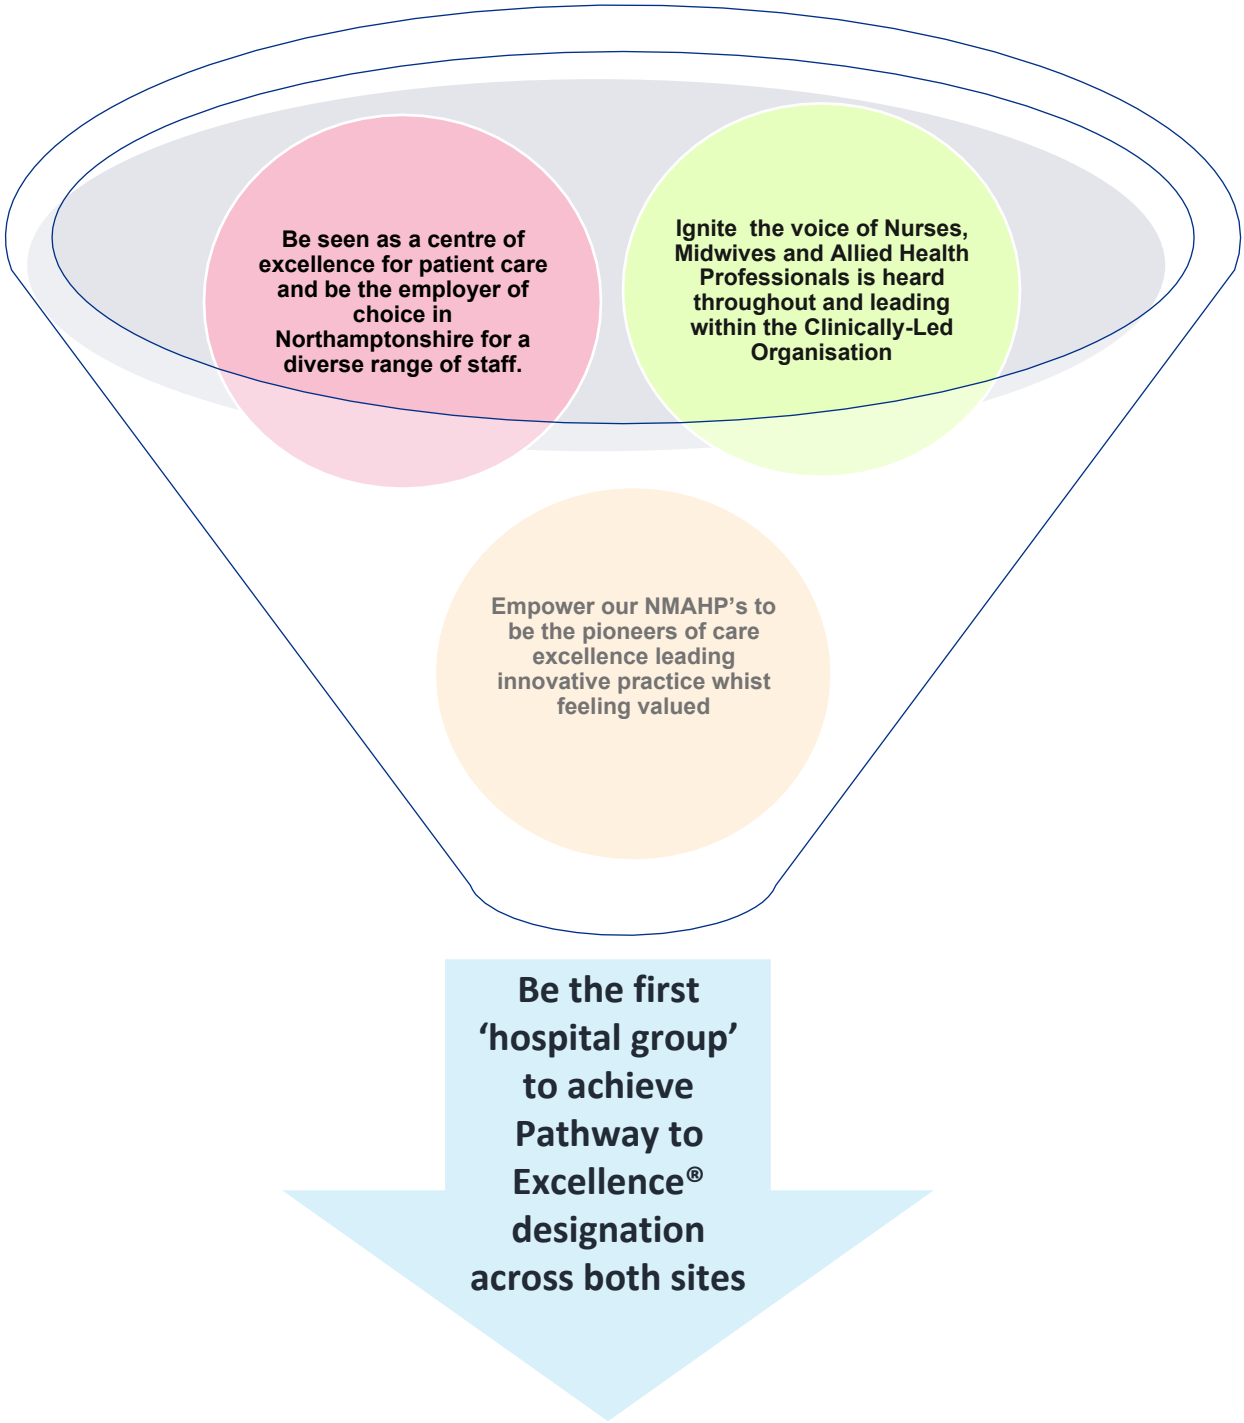 Be seen as a centre of
excellence for patient care
and be the employer of
choice in
Northamptonshire for a
diverse range of staff.
Ignite  the voice of Nurses,
Midwives and Allied Health
Professionals is heard
throughout and leading
within the Clinically-Led
Organisation
Empower our NMAHP’s to
be the pioneers of care
excellence leading
innovative practice whist
feeling valued
Be the first
‘hospital group’
to achieve
Pathway to
Excellence®
designation
across both sites